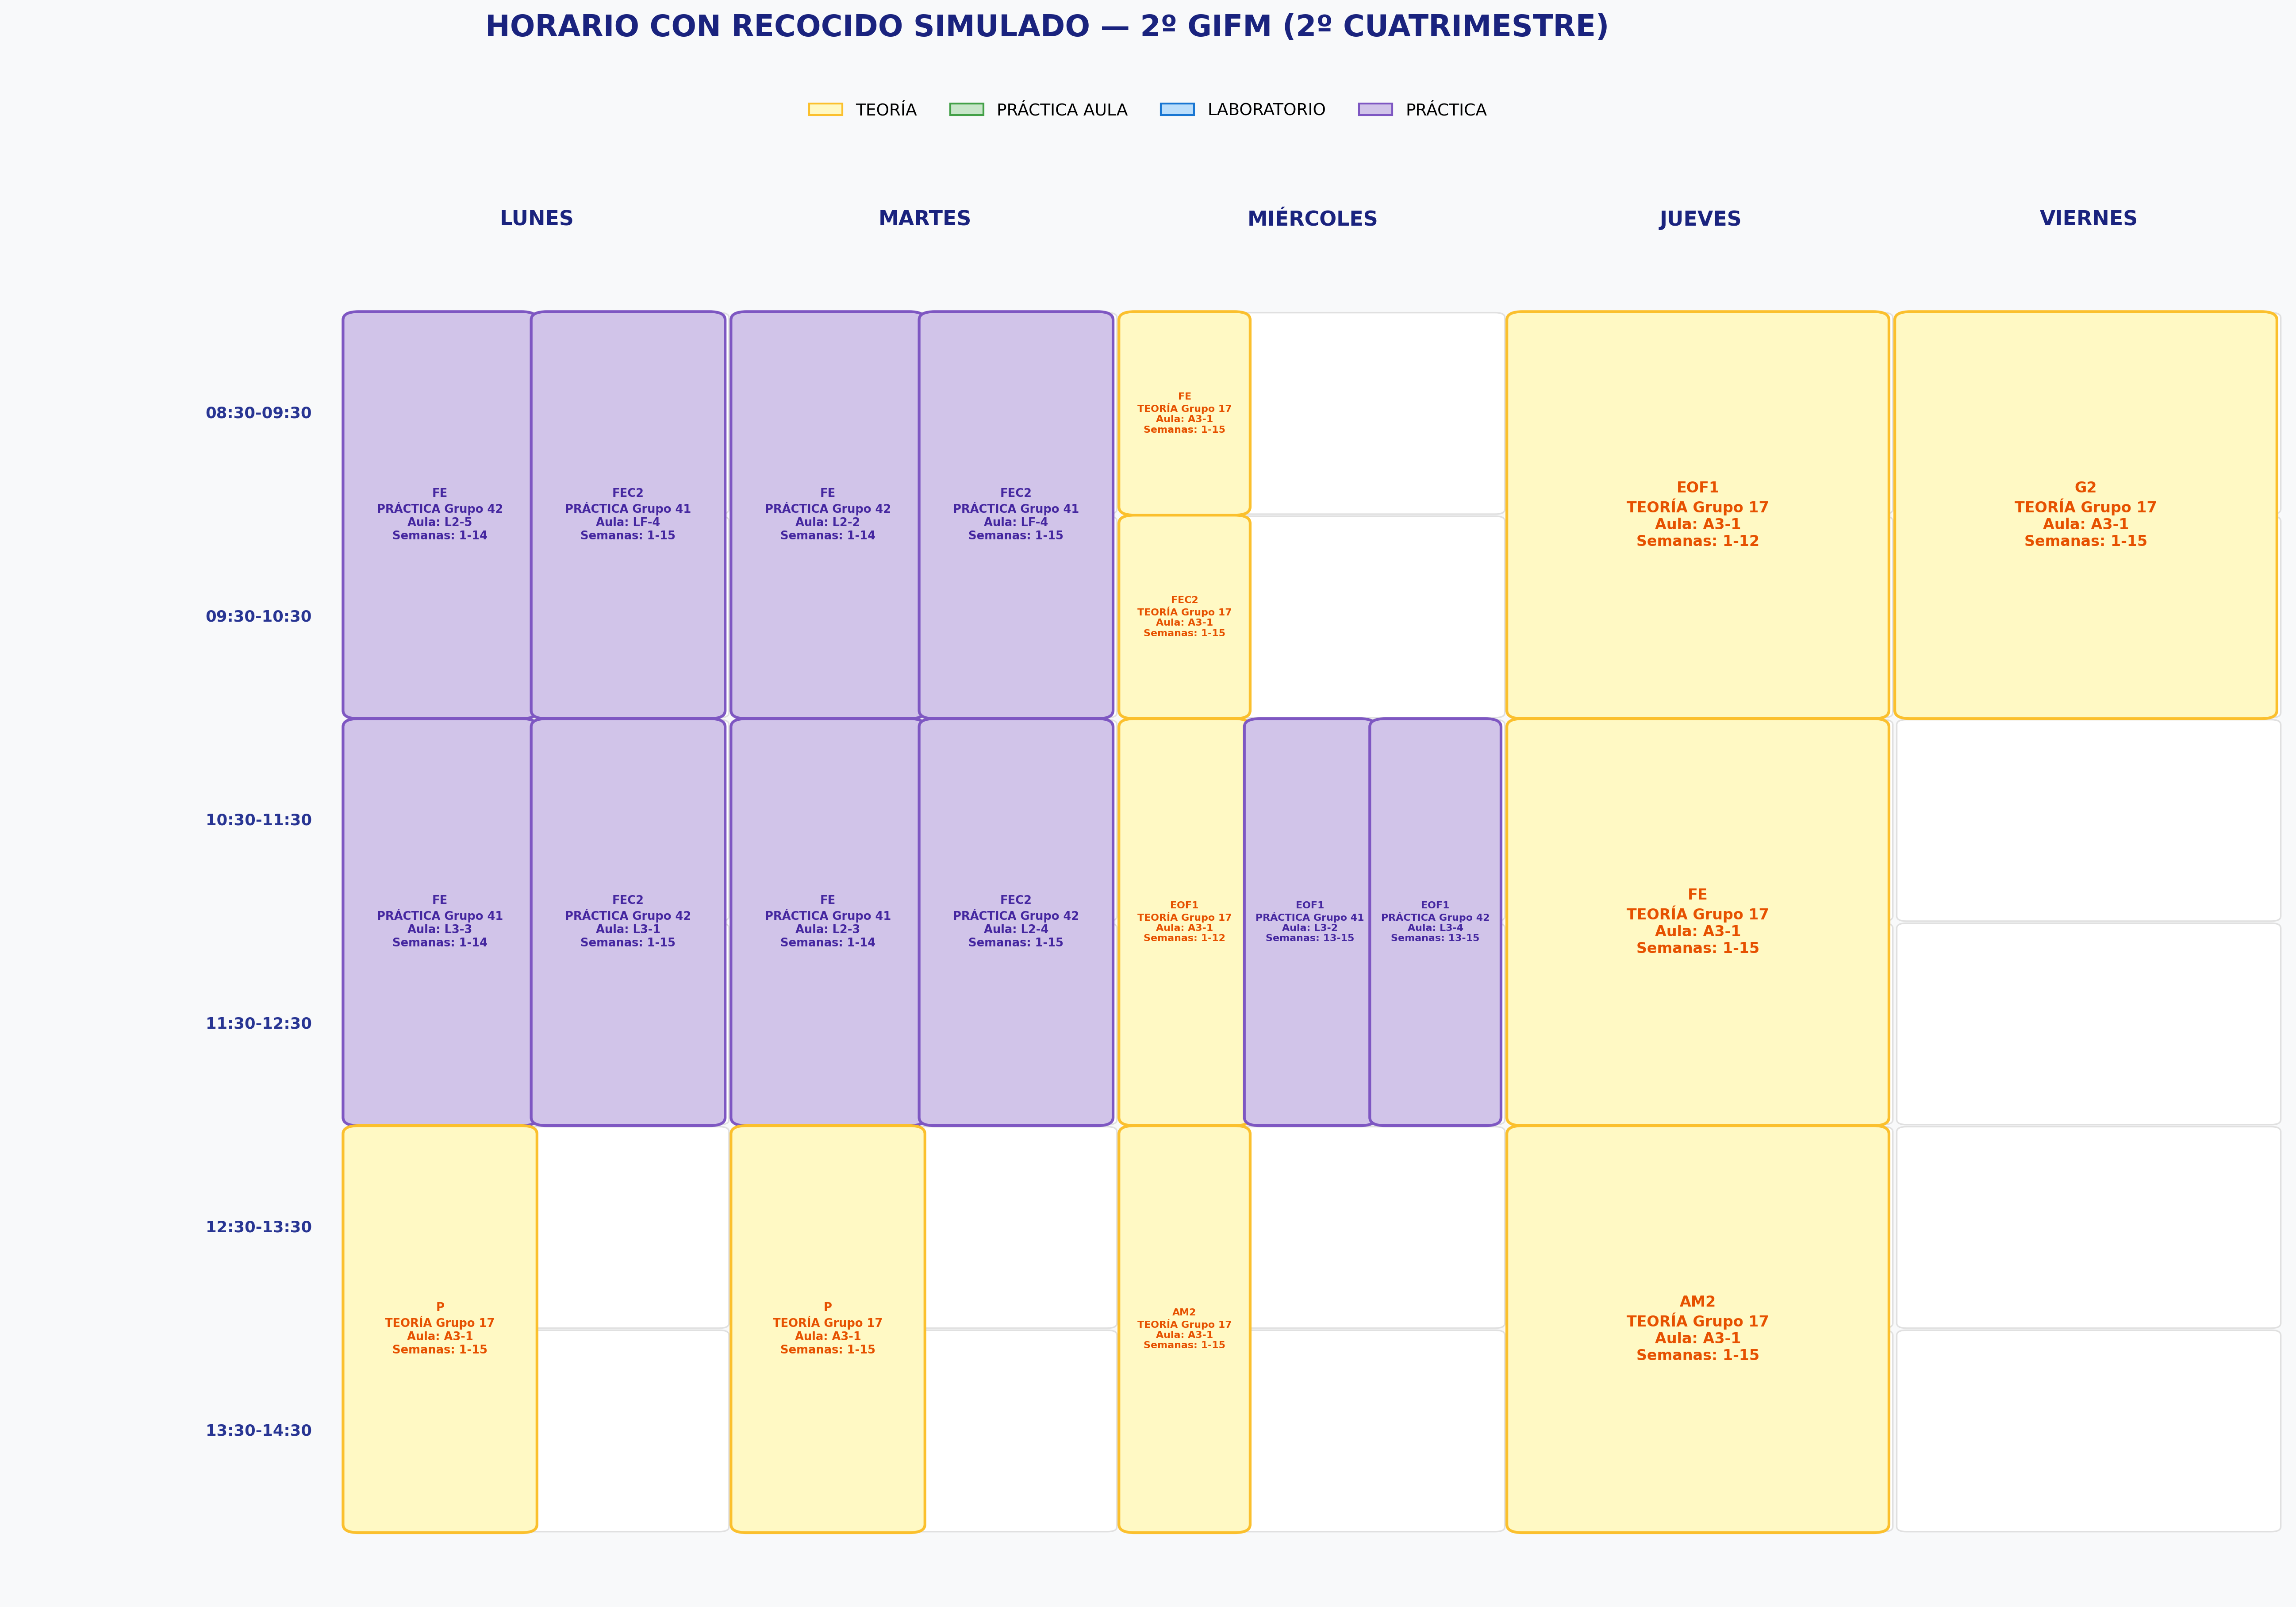 HORARIO CON RECOCIDO SIMULADO — 2º GIFM (2º CUATRIMESTRE)
TEORÍA
PRÁCTICA AULA
LABORATORIO
PRÁCTICA
LUNES
MARTES
MIÉRCOLES
JUEVES
VIERNES
08:30-09:30
09:30-10:30
FE
PRÁCTICA Grupo 42
Aula: L2-5
Semanas: 1-14
FEC2
PRÁCTICA Grupo 41
Aula: LF-4
Semanas: 1-15
FE
PRÁCTICA Grupo 42
Aula: L2-2
Semanas: 1-14
FEC2
PRÁCTICA Grupo 41
Aula: LF-4
Semanas: 1-15
FE
TEORÍA Grupo 17
Aula: A3-1
Semanas: 1-15
FEC2
TEORÍA Grupo 17
Aula: A3-1
Semanas: 1-15
EOF1
TEORÍA Grupo 17
Aula: A3-1
Semanas: 1-12
G2
TEORÍA Grupo 17
Aula: A3-1
Semanas: 1-15
10:30-11:30
11:30-12:30
FE
PRÁCTICA Grupo 41
Aula: L3-3
Semanas: 1-14
FEC2
PRÁCTICA Grupo 42
Aula: L3-1
Semanas: 1-15
FE
PRÁCTICA Grupo 41
Aula: L2-3
Semanas: 1-14
FEC2
PRÁCTICA Grupo 42
Aula: L2-4
Semanas: 1-15
EOF1
TEORÍA Grupo 17
Aula: A3-1
Semanas: 1-12
EOF1
PRÁCTICA Grupo 41
Aula: L3-2
Semanas: 13-15
EOF1
PRÁCTICA Grupo 42
Aula: L3-4
Semanas: 13-15
FE
TEORÍA Grupo 17
Aula: A3-1
Semanas: 1-15
12:30-13:30
13:30-14:30
P
TEORÍA Grupo 17
Aula: A3-1
Semanas: 1-15
P
TEORÍA Grupo 17
Aula: A3-1
Semanas: 1-15
AM2
TEORÍA Grupo 17
Aula: A3-1
Semanas: 1-15
AM2
TEORÍA Grupo 17
Aula: A3-1
Semanas: 1-15